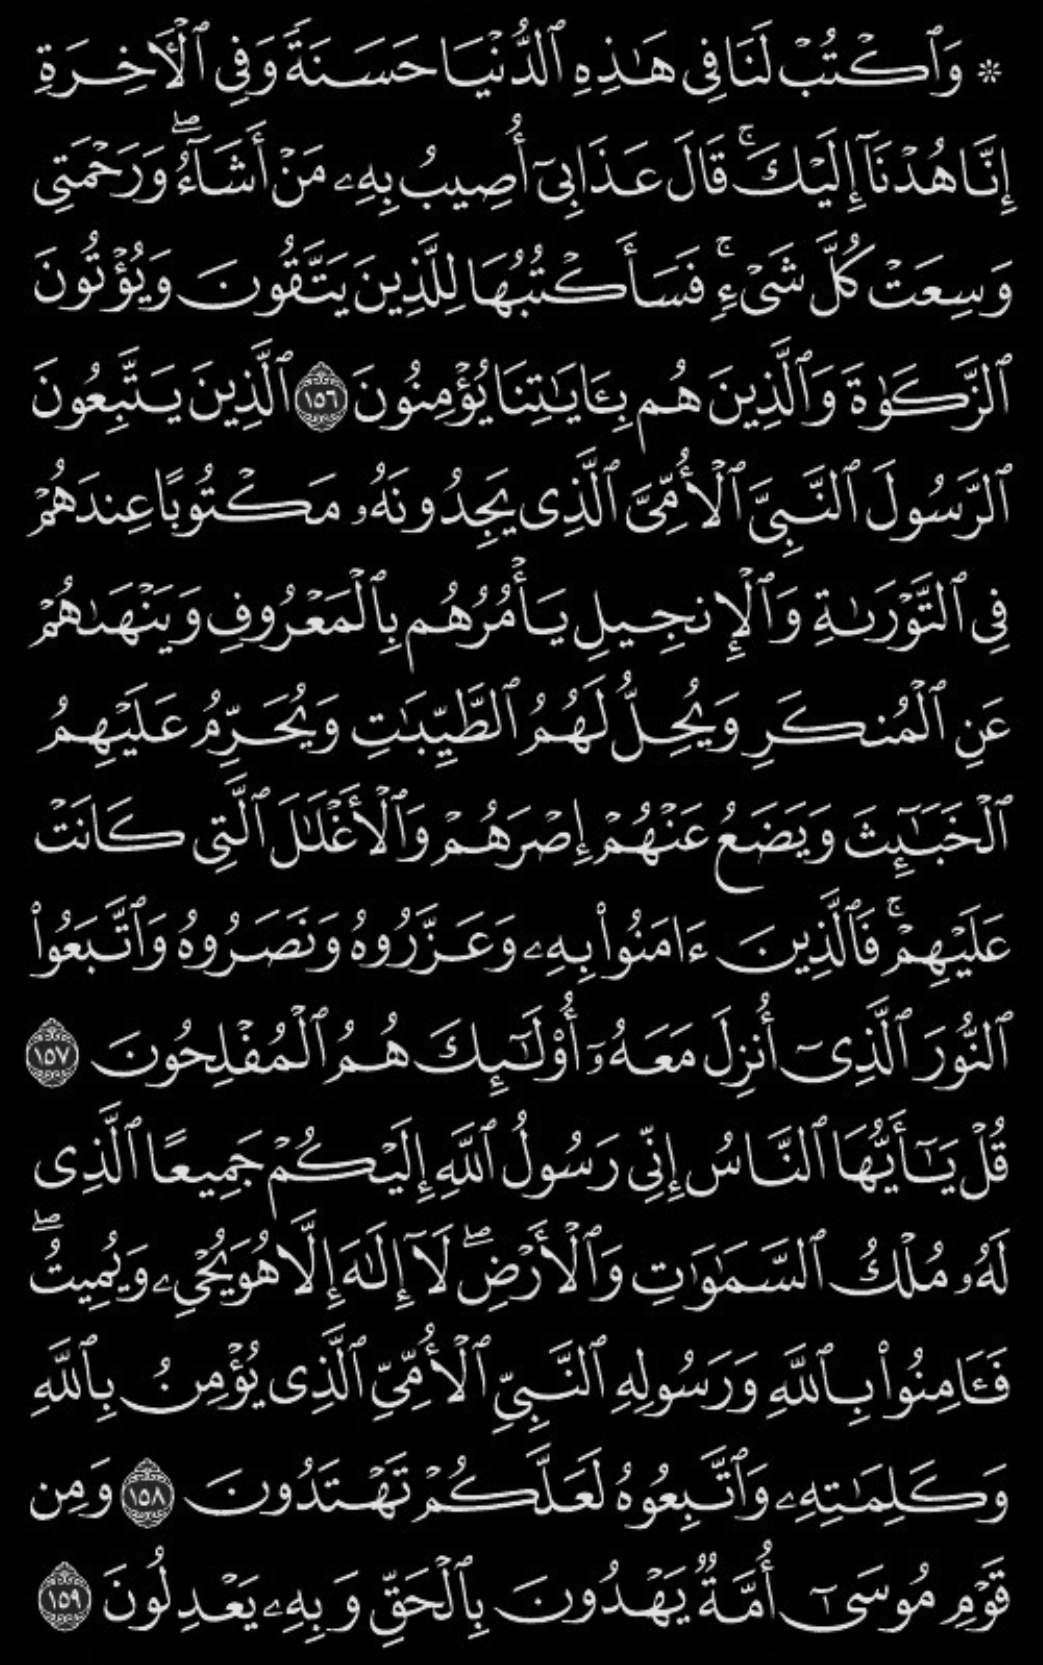 ۞ وَٱكۡتُبۡ لَنَا فِي هَٰذِهِ ٱلدُّنۡيَا حَسَنَةٗ وَفِي ٱلۡأٓخِرَةِ
إِنَّا هُدۡنَآ إِلَيۡكَۚ قَالَ عَذَابِيٓ أُصِيبُ بِهِۦ مَنۡ أَشَآءُۖ وَرَحۡمَتِي
وَسِعَتۡ كُلَّ شَيۡءٖۚ فَسَأَكۡتُبُهَا لِلَّذِينَ يَتَّقُونَ وَيُؤۡتُونَ
ٱلزَّكَوٰةَ وَٱلَّذِينَ هُم بِـَٔايَٰتِنَا يُؤۡمِنُونَ ١٥٦ ٱلَّذِينَ يَتَّبِعُونَ
ٱلرَّسُولَ ٱلنَّبِيَّ ٱلۡأُمِّيَّ ٱلَّذِي يَجِدُونَهُۥ مَكۡتُوبًا عِندَهُمۡ
فِي ٱلتَّوۡرَىٰةِ وَٱلۡإِنجِيلِ يَأۡمُرُهُم بِٱلۡمَعۡرُوفِ وَيَنۡهَىٰهُمۡ
عَنِ ٱلۡمُنكَرِ وَيُحِلُّ لَهُمُ ٱلطَّيِّبَٰتِ وَيُحَرِّمُ عَلَيۡهِمُ
ٱلۡخَبَٰٓئِثَ وَيَضَعُ عَنۡهُمۡ إِصۡرَهُمۡ وَٱلۡأَغۡلَٰلَ ٱلَّتِي كَانَتۡ
عَلَيۡهِمۡۚ فَٱلَّذِينَ ءَامَنُواْ بِهِۦ وَعَزَّرُوهُ وَنَصَرُوهُ وَٱتَّبَعُواْ
ٱلنُّورَ ٱلَّذِيٓ أُنزِلَ مَعَهُۥٓ أُوْلَٰٓئِكَ هُمُ ٱلۡمُفۡلِحُونَ ١٥٧
قُلۡ يَٰٓأَيُّهَا ٱلنَّاسُ إِنِّي رَسُولُ ٱللَّهِ إِلَيۡكُمۡ جَمِيعًا ٱلَّذِي
لَهُۥ مُلۡكُ ٱلسَّمَٰوَٰتِ وَٱلۡأَرۡضِۖ لَآ إِلَٰهَ إِلَّا هُوَ يُحۡيِۦ وَيُمِيتُۖ
فَـَٔامِنُواْ بِٱللَّهِ وَرَسُولِهِ ٱلنَّبِيِّ ٱلۡأُمِّيِّ ٱلَّذِي يُؤۡمِنُ بِٱللَّهِ
وَكَلِمَٰتِهِۦ وَٱتَّبِعُوهُ لَعَلَّكُمۡ تَهۡتَدُونَ ١٥٨ وَمِن
قَوۡمِ مُوسَىٰٓ أُمَّةٞ يَهۡدُونَ بِٱلۡحَقِّ وَبِهِۦ يَعۡدِلُونَ ١٥٩